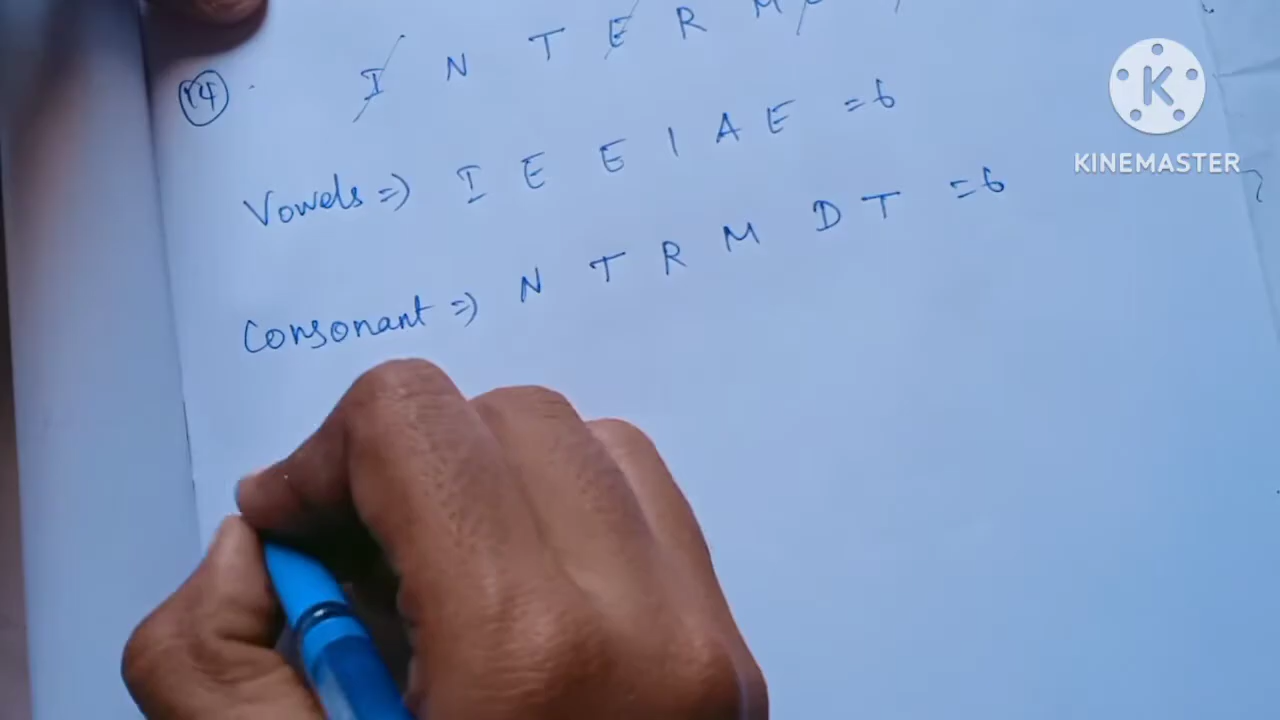 I N T E R M
14
Vowels => I E E I A E = 6
Consonant => N T R M D T = 6
K
KINEMASTER